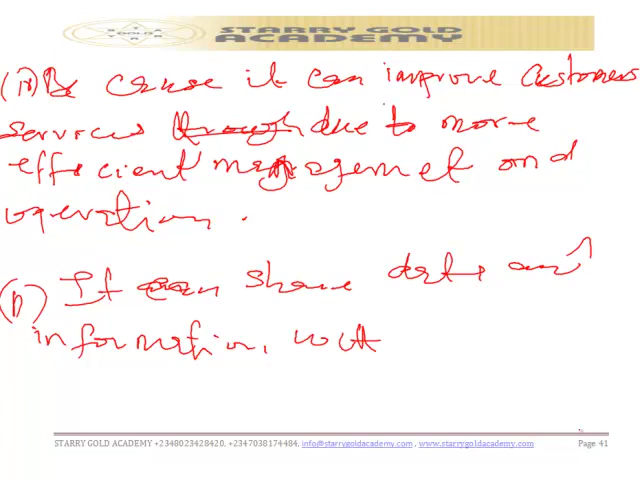 STARRY GOLD
ACADEMY
(A) Because it can improve Customers
Services through due to more
efficient management and
operation.
(b) It can share data and
information, with
STARRY GOLD ACADEMY +2348023428420, +2347038174484, info@starrygoldacademy.com , www.starrygoldacademy.com Page 41